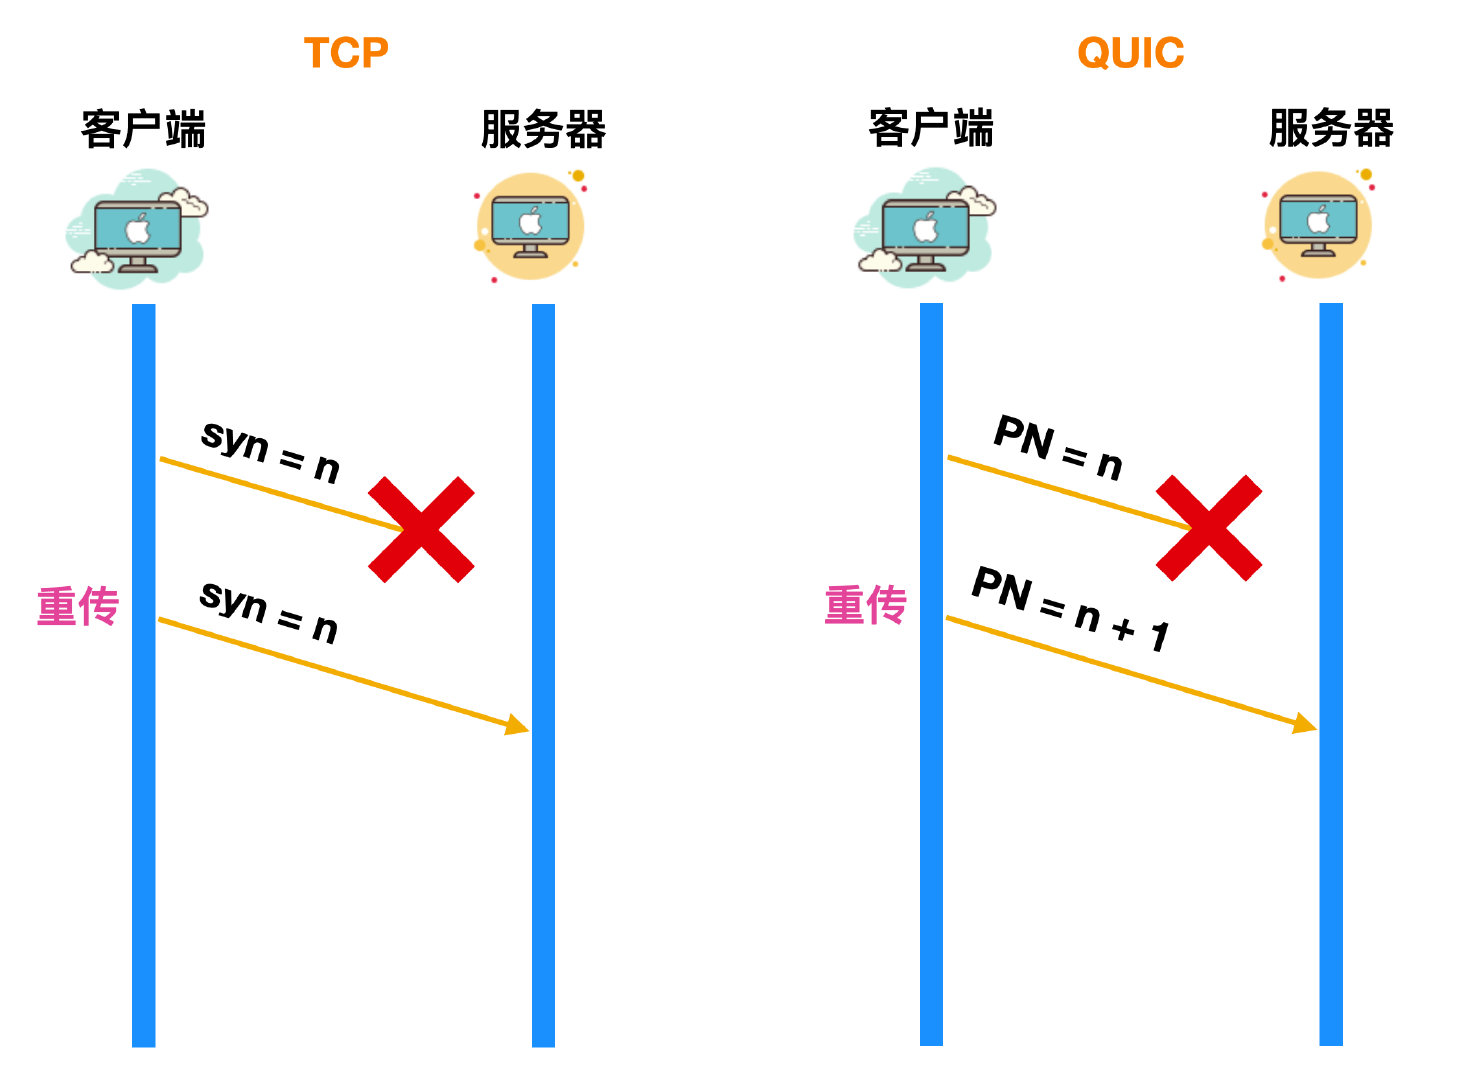 TCP
客户端
服务器
syn = n
重传
syn = n
QUIC
客户端
服务器
PN = n
重传
PN = n + 1